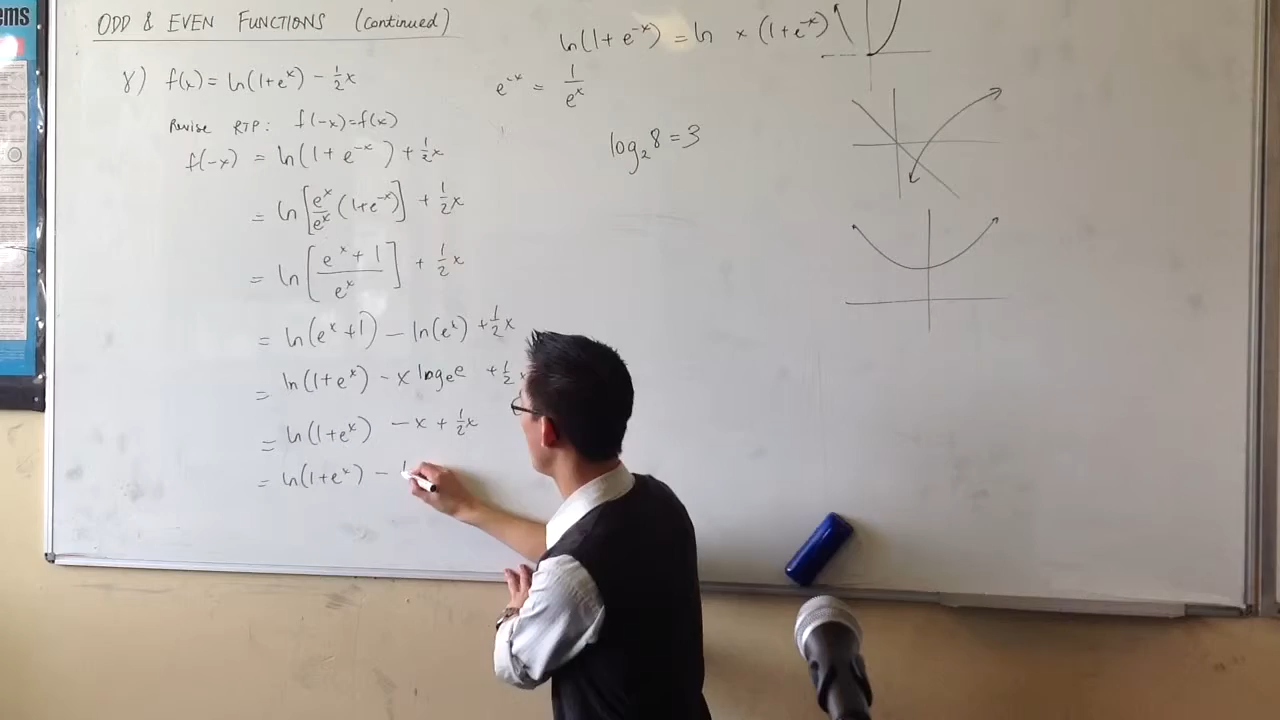 ems
ODD & EVEN FUNCTIONS (continued)
8) f(x) = ln(1+e^x) - ½x
Revise RTP: f(-x)=f(x)
f(-x) = ln(1+e^-x) + ½x
= ln[e^x/e^x (1+e^-x)] + ½x
= ln[(e^x+1)/e^x] + ½x
= ln(e^x+1) - ln(e^x) + ½x
= ln(1+e^x) - x log_e e + ½x
= ln(1+e^x) - x + ½x
= ln(1+e^x) -
ln(1+e^-x) = ln × (1+e^-x)
e^-x = 1/e^x
log_2 8 = 3